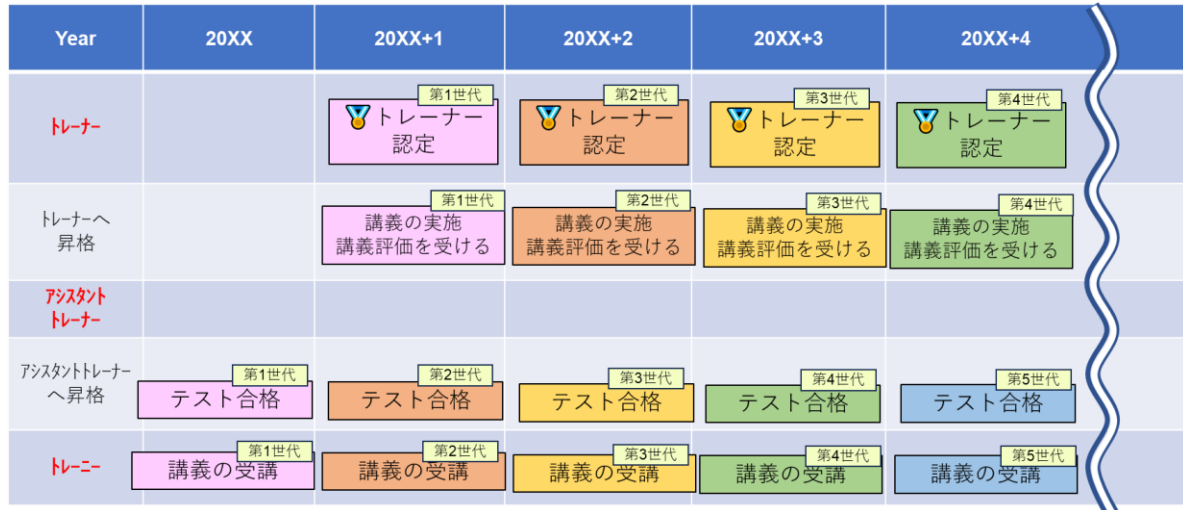 Year 20XX 20XX+1 20XX+2 20XX+3 20XX+4
ﾄﾚｰﾅｰ
第1世代
トレーナー
認定
第2世代
トレーナー
認定
第3世代
トレーナー
認定
第4世代
トレーナー
認定
ﾄﾚｰﾅｰへ
昇格
第1世代
講義の実施
講義評価を受ける
第2世代
講義の実施
講義評価を受ける
第3世代
講義の実施
講義評価を受ける
第4世代
講義の実施
講義評価を受ける
ｱｼｽﾀﾝﾄ
ﾄﾚｰﾅｰ
ｱｼｽﾀﾝﾄﾄﾚｰﾅｰ
へ昇格
第1世代
テスト合格
第2世代
テスト合格
第3世代
テスト合格
第4世代
テスト合格
第5世代
テスト合格
ﾄﾚｰﾆｰ
第1世代
講義の受講
第2世代
講義の受講
第3世代
講義の受講
第4世代
講義の受講
第5世代
講義の受講